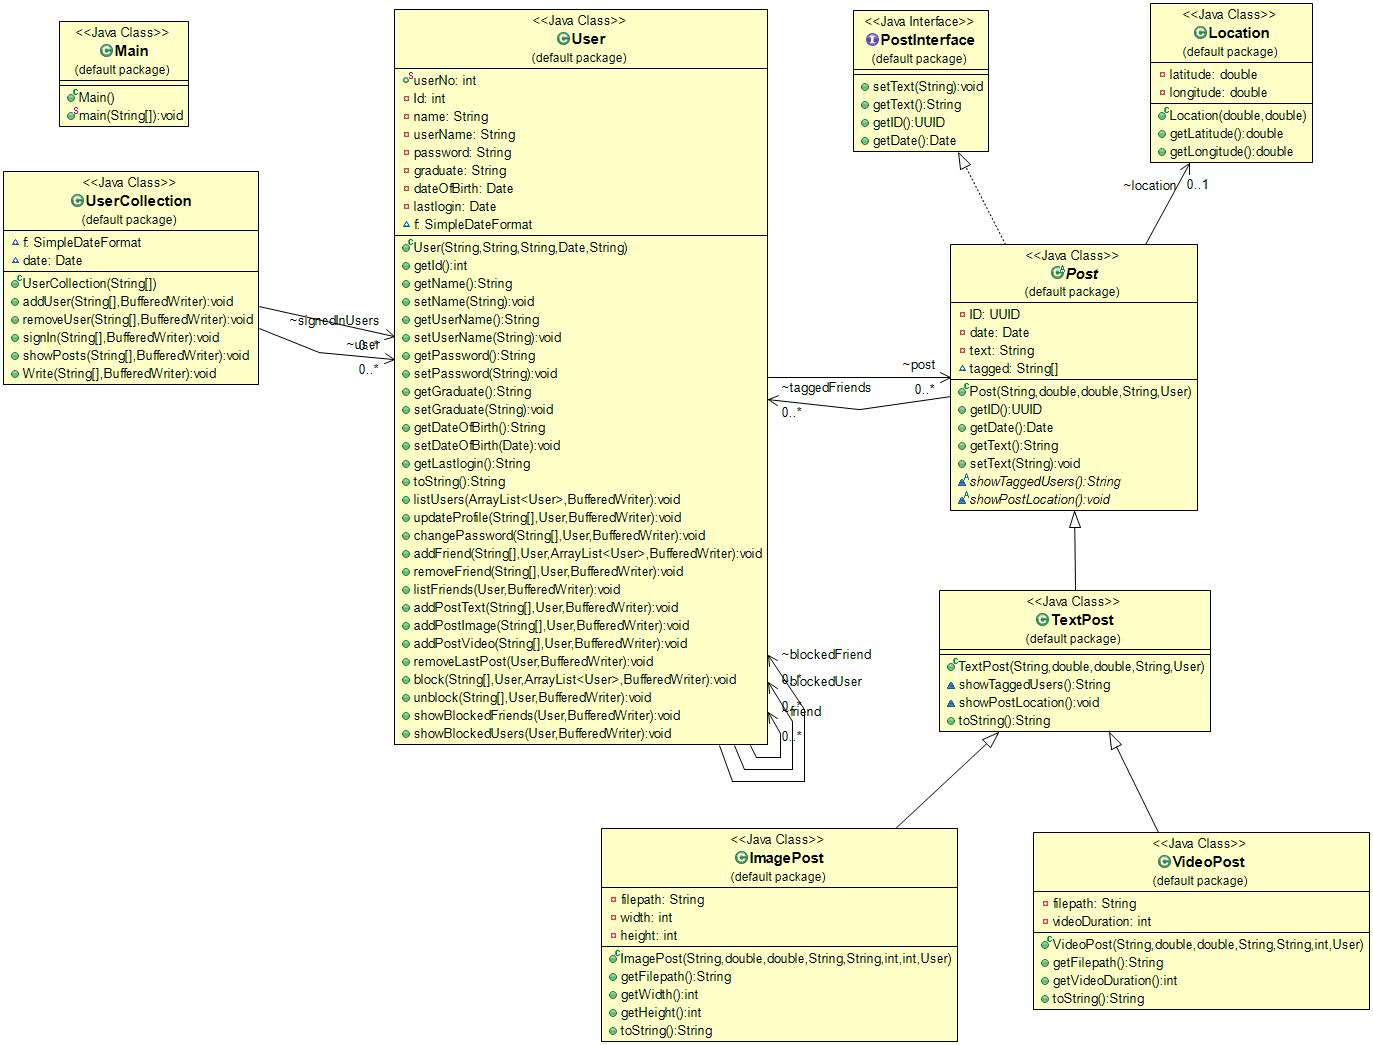 <<Java Class>>
Main
(default package)
Main()
main(String[]):void
<<Java Class>>
UserCollection
(default package)
f: SimpleDateFormat
date: Date
UserCollection(String[])
addUser(String[],BufferedWriter):void
removeUser(String[],BufferedWriter):void
signIn(String[],BufferedWriter):void
showPosts(String[],BufferedWriter):void
Write(String[],BufferedWriter):void
~signedInUsers
0..*
~user
0..*
<<Java Class>>
User
(default package)
userNo: int
Id: int
name: String
userName: String
password: String
graduate: String
dateOfBirth: Date
lastlogin: Date
f: SimpleDateFormat
User(String,String,String,Date,String)
getId():int
getName():String
setName(String):void
getUserName():String
setUserName(String):void
getPassword():String
setPassword(String):void
getGraduate():String
setGraduate(String):void
getDateOfBirth():String
setDateOfBirth(Date):void
getLastlogin():String
toString():String
listUsers(ArrayList<User>,BufferedWriter):void
updateProfile(String[],User,BufferedWriter):void
changePassword(String[],User,BufferedWriter):void
addFriend(String[],User,ArrayList<User>,BufferedWriter):void
removeFriend(String[],User,BufferedWriter):void
listFriends(User,BufferedWriter):void
addPostText(String[],User,BufferedWriter):void
addPostImage(String[],User,BufferedWriter):void
addPostVideo(String[],User,BufferedWriter):void
removeLastPost(User,BufferedWriter):void
block(String[],User,ArrayList<User>,BufferedWriter):void
unblock(String[],User,BufferedWriter):void
showBlockedFriends(User,BufferedWriter):void
showBlockedUsers(User,BufferedWriter):void
~blockedFriend
0..*
~blockedUser
0..*
~friend
0..*
~post
0..*
~taggedFriends
0..*
<<Java Interface>>
PostInterface
(default package)
setText(String):void
getText():String
getID():UUID
getDate():Date
<<Java Class>>
Location
(default package)
latitude: double
longitude: double
Location(double,double)
getLatitude():double
getLongitude():double
~location
0..1
<<Java Class>>
Post
(default package)
ID: UUID
date: Date
text: String
tagged: String[]
Post(String,double,double,String,User)
getID():UUID
getDate():Date
getText():String
setText(String):void
showTaggedUsers():String
showPostLocation():void
<<Java Class>>
TextPost
(default package)
TextPost(String,double,double,String,User)
showTaggedUsers():String
showPostLocation():void
toString():String
<<Java Class>>
ImagePost
(default package)
filepath: String
width: int
height: int
ImagePost(String,double,double,String,String,int,int,User)
getFilepath():String
getWidth():int
getHeight():int
toString():String
<<Java Class>>
VideoPost
(default package)
filepath: String
videoDuration: int
VideoPost(String,double,double,String,String,int,User)
getFilepath():String
getVideoDuration():int
toString():String